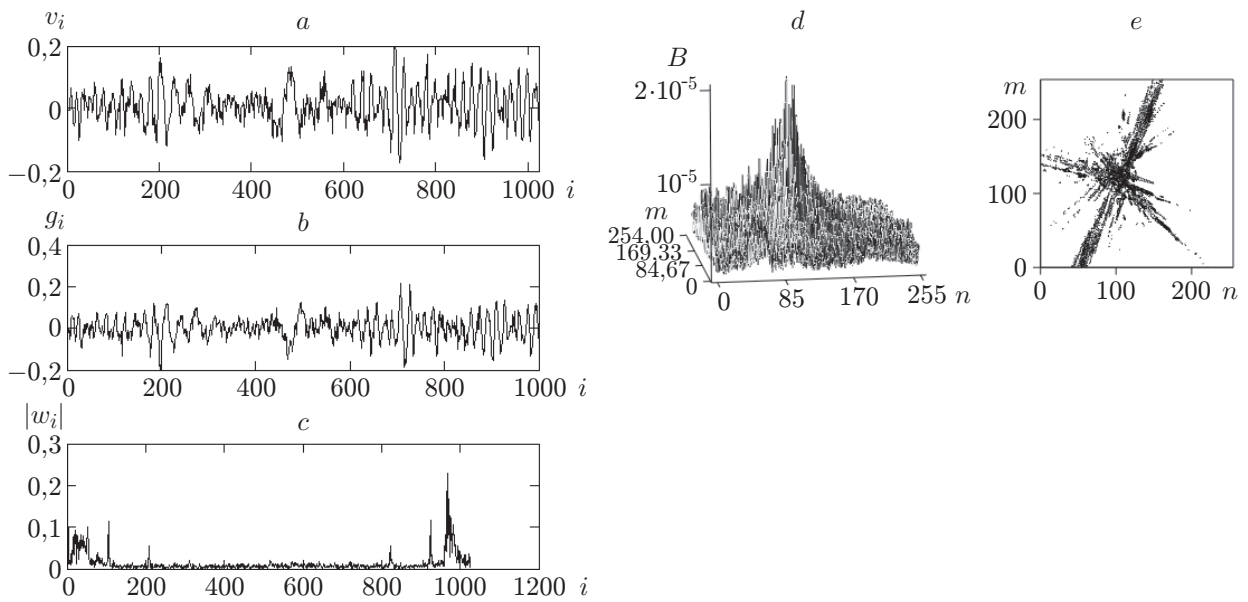 a
v_i
0,2
0
−0,2
0 200 400 600 800 1000 i
b
g_i
0,4
0,2
0
−0,2
0 200 400 600 800 1000 i
c
|w_i|
0,3
0,2
0,1
0
0 200 400 600 800 1000 1200 i
d
B
2·10^{-5}
10^{-5}
m
254,00
169,33
84,67
0
0 85 170 255 n
e
m
200
100
0
0 100 200 n